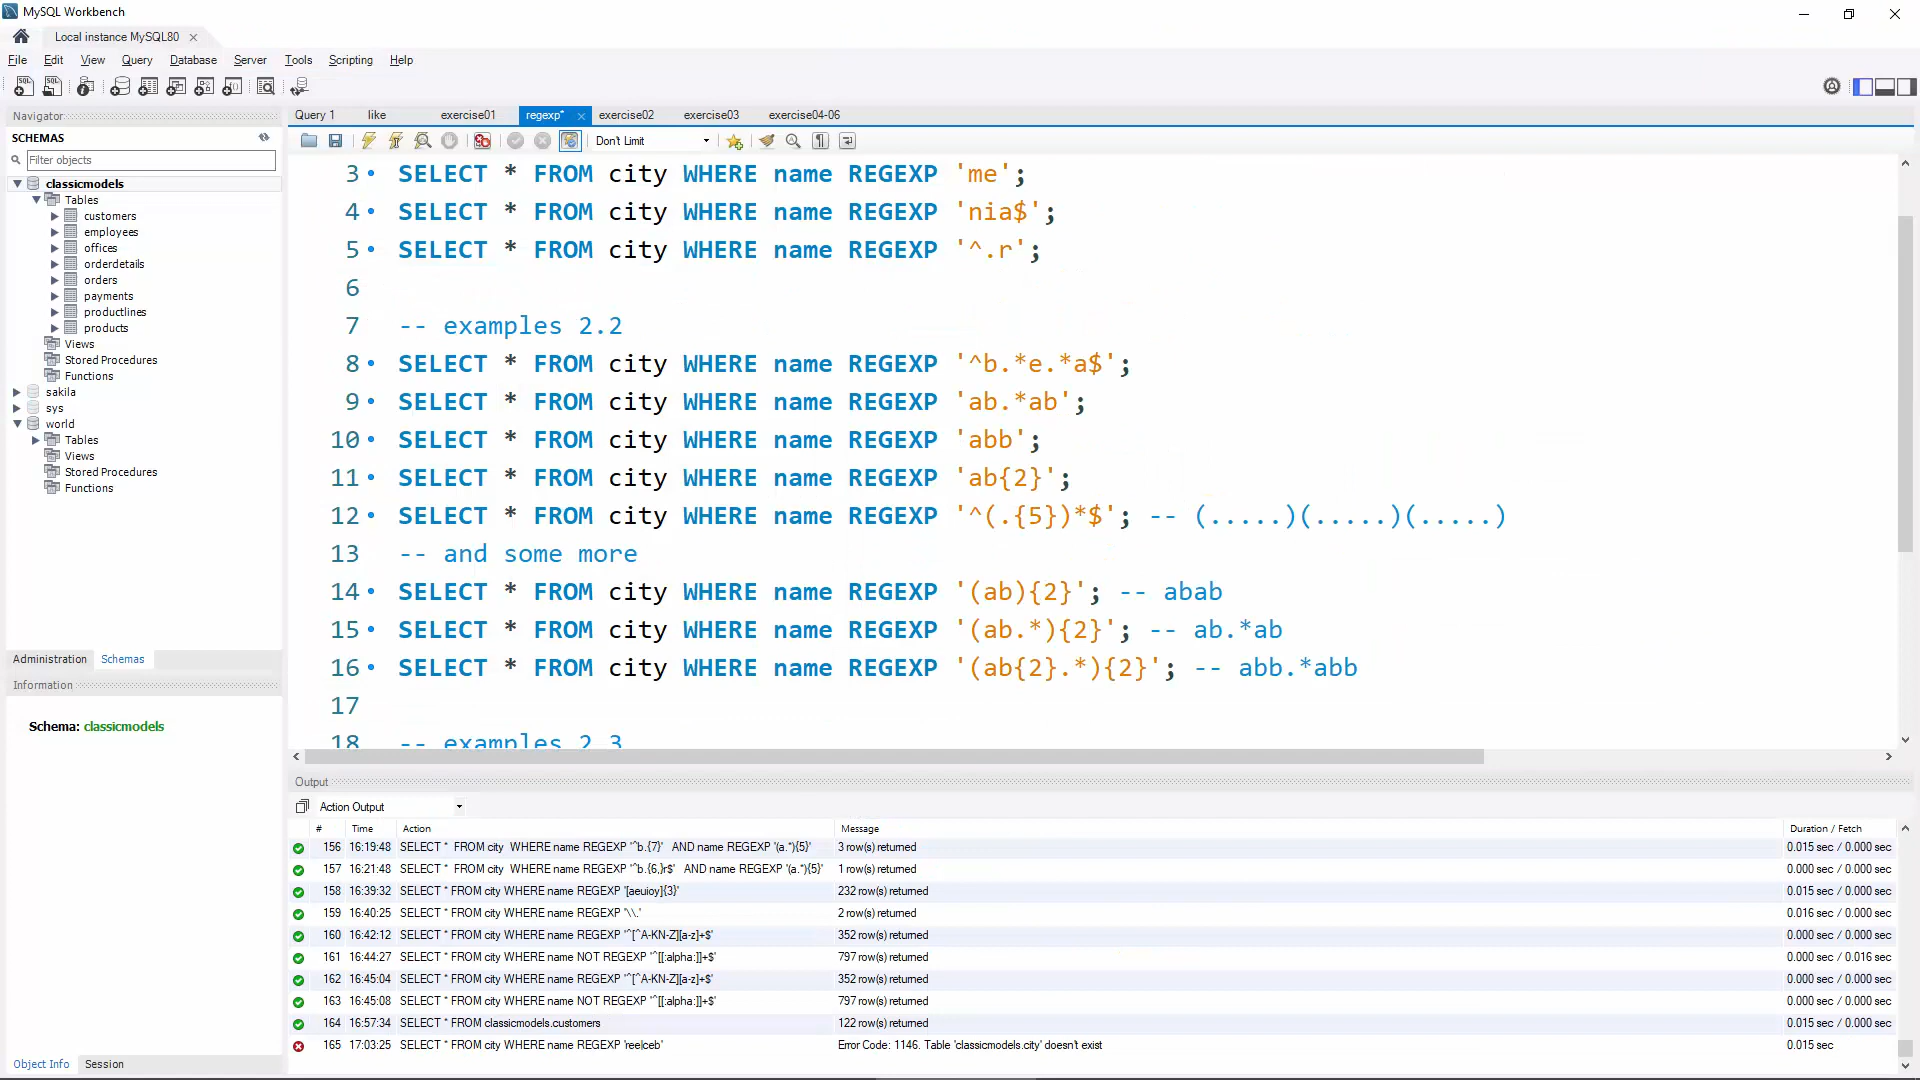 MySQL Workbench
Local instance MySQL80
File Edit View Query Database Server Tools Scripting Help
Navigator
SCHEMAS
Filter objects
classicmodels
Tables
customers
employees
offices
orderdetails
orders
payments
productlines
products
Views
Stored Procedures
Functions
sakila
sys
world
Tables
Views
Stored Procedures
Functions
Administration Schemas
Information
Schema: classicmodels
Object Info Session
Query 1 like exercise01 regexp* exercise02 exercise03 exercise04-06
Don't Limit
3 SELECT * FROM city WHERE name REGEXP 'me';
4 SELECT * FROM city WHERE name REGEXP 'nia$';
5 SELECT * FROM city WHERE name REGEXP '^.r';
6
7 -- examples 2.2
8 SELECT * FROM city WHERE name REGEXP '^b.*e.*a$';
9 SELECT * FROM city WHERE name REGEXP 'ab.*ab';
10 SELECT * FROM city WHERE name REGEXP 'abb';
11 SELECT * FROM city WHERE name REGEXP 'ab{2}';
12 SELECT * FROM city WHERE name REGEXP '^(.{5})*$'; -- (.....)(.....)(.....)
13 -- and some more
14 SELECT * FROM city WHERE name REGEXP '(ab){2}'; -- abab
15 SELECT * FROM city WHERE name REGEXP '(ab.*){2}'; -- ab.*ab
16 SELECT * FROM city WHERE name REGEXP '(ab{2}.*){2}'; -- abb.*abb
17
18 -- examples 2.3
Output
Action Output
# Time Action Message Duration / Fetch
156 16:19:48 SELECT * FROM city WHERE name REGEXP '^b.{7}' AND name REGEXP '(a.*){5}' 3 row(s) returned 0.015 sec / 0.000 sec
157 16:21:48 SELECT * FROM city WHERE name REGEXP '^b.{6,}r$' AND name REGEXP '(a.*){5}' 1 row(s) returned 0.000 sec / 0.000 sec
158 16:39:32 SELECT * FROM city WHERE name REGEXP '[aeuioy]{3}' 232 row(s) returned 0.015 sec / 0.000 sec
159 16:40:25 SELECT * FROM city WHERE name REGEXP '\\.' 2 row(s) returned 0.016 sec / 0.000 sec
160 16:42:12 SELECT * FROM city WHERE name REGEXP '^[^A-KN-Z][a-z]+$' 352 row(s) returned 0.000 sec / 0.000 sec
161 16:44:27 SELECT * FROM city WHERE name NOT REGEXP '^[[:alpha:]]+$' 797 row(s) returned 0.000 sec / 0.016 sec
162 16:45:04 SELECT * FROM city WHERE name REGEXP '^[^A-KN-Z][a-z]+$' 352 row(s) returned 0.000 sec / 0.000 sec
163 16:45:08 SELECT * FROM city WHERE name NOT REGEXP '^[[:alpha:]]+$' 797 row(s) returned 0.000 sec / 0.000 sec
164 16:57:34 SELECT * FROM classicmodels.customers 122 row(s) returned 0.015 sec / 0.000 sec
165 17:03:25 SELECT * FROM city WHERE name REGEXP 'ree|ceb' Error Code: 1146. Table 'classicmodels.city' doesn't exist 0.015 sec